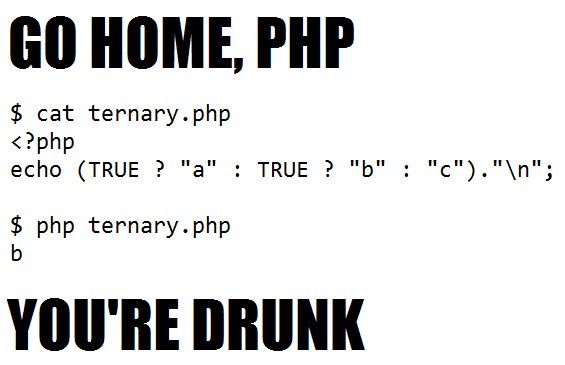 GO HOME, PHP
$ cat ternary.php
<?php
echo (TRUE ? "a" : TRUE ? "b" : "c")."\n";
$ php ternary.php
b
YOU'RE DRUNK